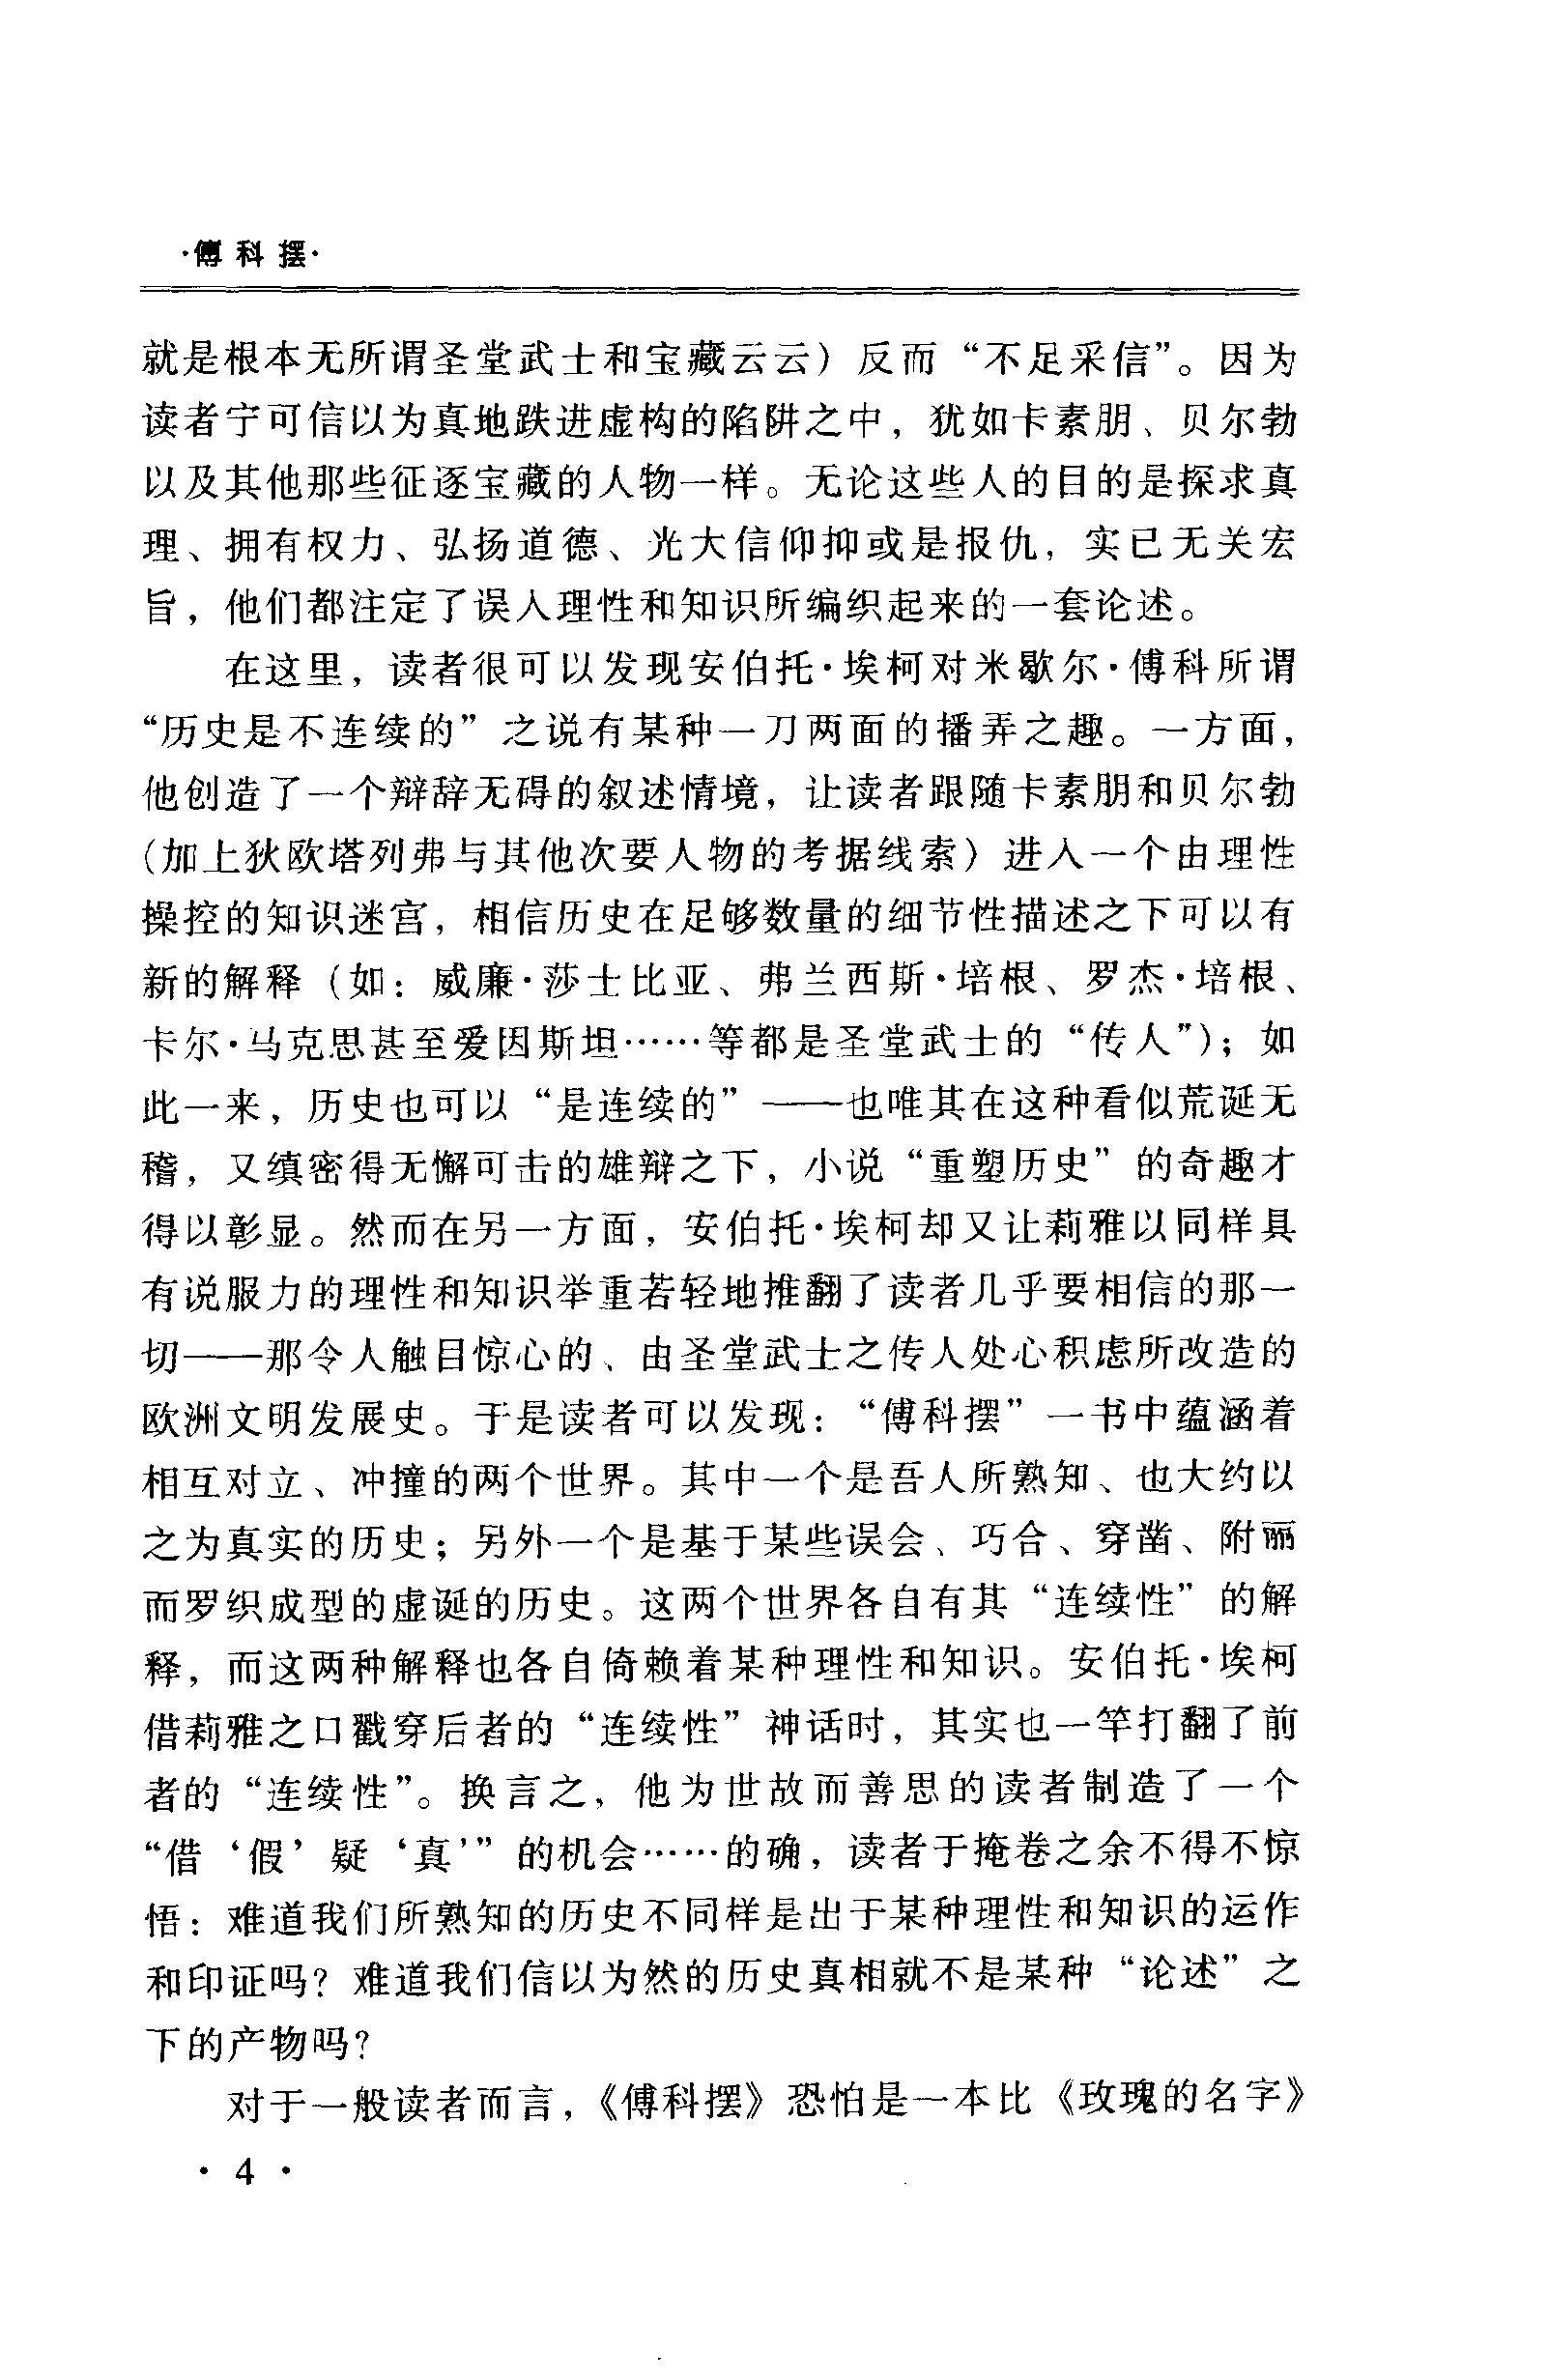 ·傅科摆·
就是根本无所谓圣堂武士和宝藏云云）反而“不足采信”。因为
读者宁可信以为真地跌进虚构的陷阱之中，犹如卡素朋、贝尔勃
以及其他那些征逐宝藏的人物一样。无论这些人的目的是探求真
理、拥有权力、弘扬道德、光大信仰抑或是报仇，实已无关宏
旨，他们都注定了误入理性和知识所编织起来的一套论述。
在这里，读者很可以发现安伯托·埃柯对米歇尔·傅科所谓
“历史是不连续的”之说有某种一刀两面的播弄之趣。一方面，
他创造了一个辩辞无碍的叙述情境，让读者跟随卡素朋和贝尔勃
（加上狄欧塔列弗与其他次要人物的考据线索）进入一个由理性
操控的知识迷宫，相信历史在足够数量的细节性描述之下可以有
新的解释（如：威廉·莎士比亚、弗兰西斯·培根、罗杰·培根、
卡尔·马克思甚至爱因斯坦……等都是圣堂武士的“传人”）；如
此一来，历史也可以“是连续的”——也唯其在这种看似荒诞无
稽，又缜密得无懈可击的雄辩之下，小说“重塑历史”的奇趣才
得以彰显。然而在另一方面，安伯托·埃柯却又让莉雅以同样具
有说服力的理性和知识举重若轻地推翻了读者几乎要相信的那一
切——那令人触目惊心的、由圣堂武士之传人处心积虑所改造的
欧洲文明发展史。于是读者可以发现：“傅科摆”一书中蕴涵着
相互对立、冲撞的两个世界。其中一个是吾人所熟知、也大约以
之为真实的历史；另外一个是基于某些误会、巧合、穿凿、附丽
而罗织成型的虚诞的历史。这两个世界各自有其“连续性”的解
释，而这两种解释也各自倚赖着某种理性和知识。安伯托·埃柯
借莉雅之口戳穿后者的“连续性”神话时，其实也一竿打翻了前
者的“连续性”。换言之，他为世故而善思的读者制造了一个
“借‘假’疑‘真’”的机会……的确，读者于掩卷之余不得不惊
悟：难道我们所熟知的历史不同样是出于某种理性和知识的运作
和印证吗？难道我们信以为然的历史真相就不是某种“论述”之
下的产物吗？
对于一般读者而言，《傅科摆》恐怕是一本比《玫瑰的名字》
· 4 ·